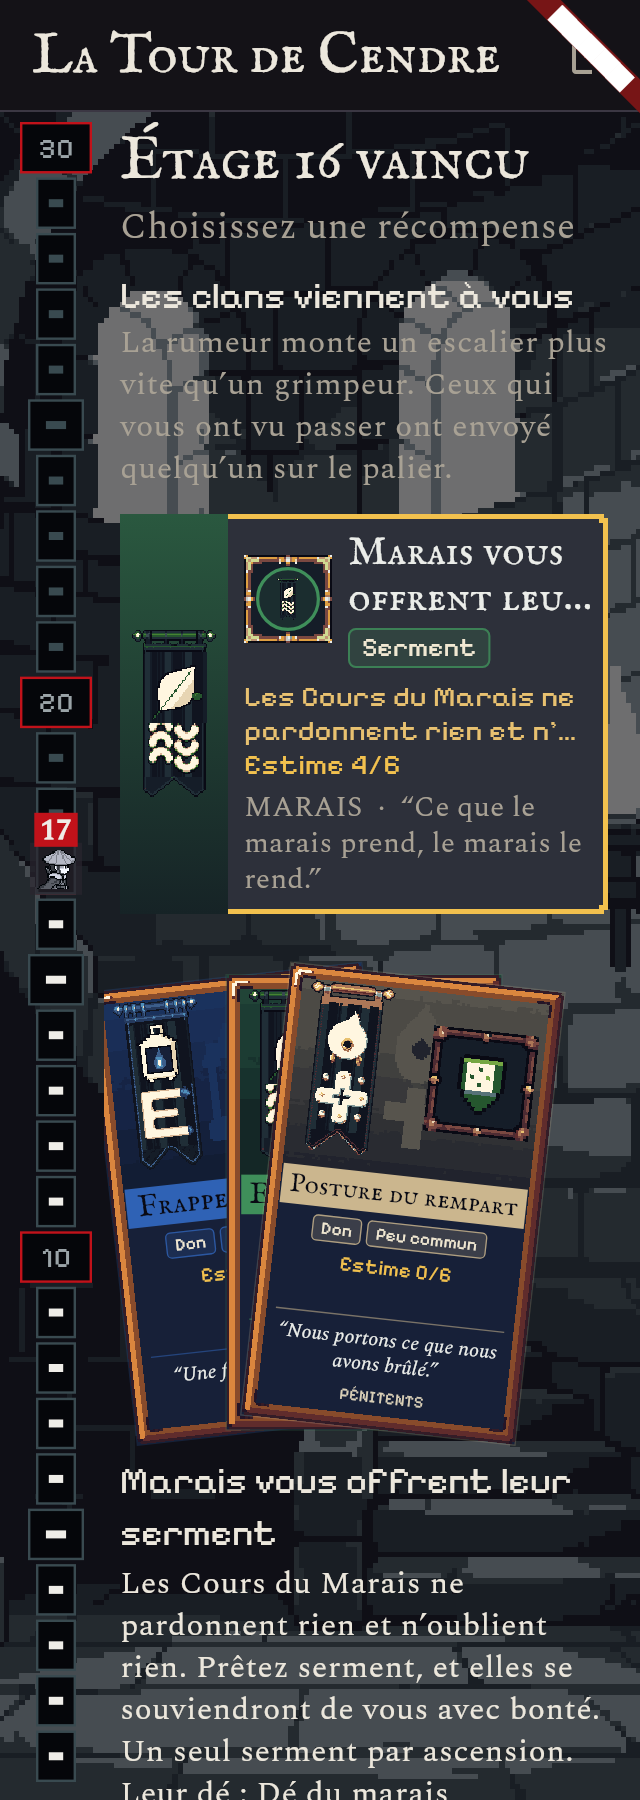 La Tour de Cendre
30
Étage 16 vaincu
Choisissez une récompense
Les clans viennent à vous
La rumeur monte un escalier plus
vite qu’un grimpeur. Ceux qui
vous ont vu passer ont envoyé
quelqu’un sur le palier.
Marais vous
offrent leu…
Serment
Les Cours du Marais ne
pardonnent rien et n’…
Estime 4/6
MARAIS · “Ce que le
marais prend, le marais le
rend.”
20
17
10
E
Frappe
Don
Es
“Une f
F
Posture du rempart
Don
Peu commun
Estime 0/6
“Nous portons ce que nous
avons brûlé.”
PÉNITENTS
Marais vous offrent leur
serment
Les Cours du Marais ne
pardonnent rien et n’oublient
rien. Prêtez serment, et elles se
souviendront de vous avec bonté.
Un seul serment par ascension.
Leur dé : Dé du marais